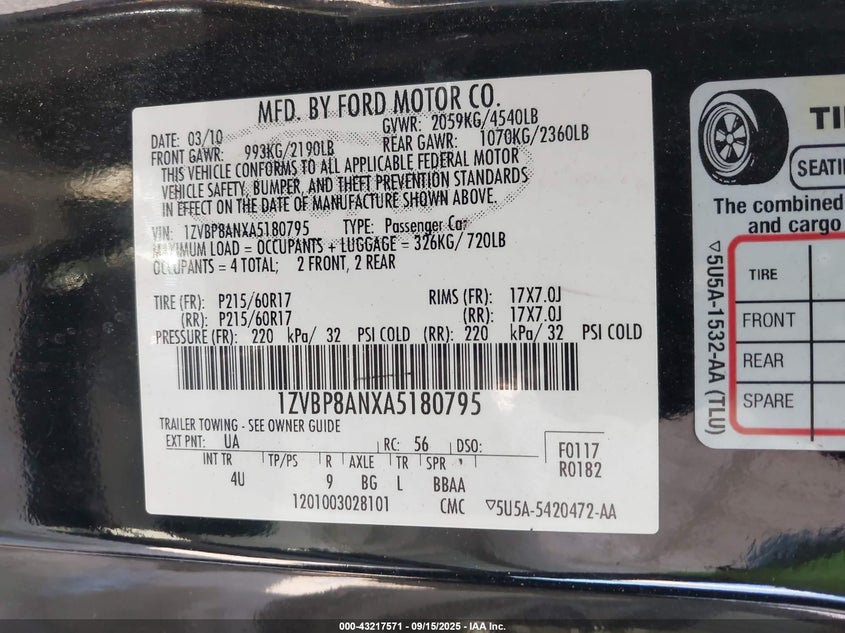 MFD. BY FORD MOTOR CO.
DATE: 03/10
GVWR: 2059KG/4540LB
FRONT GAWR: 993KG/2190LB
REAR GAWR: 1070KG/2360LB
THIS VEHICLE CONFORMS TO ALL APPLICABLE FEDERAL MOTOR
VEHICLE SAFETY, BUMPER, AND THEFT PREVENTION STANDARDS
IN EFFECT ON THE DATE OF MANUFACTURE SHOWN ABOVE.
VIN: 1ZVBP8ANXA5180795 TYPE: Passenger Car
MAXIMUM LOAD = OCCUPANTS + LUGGAGE = 326KG/ 720LB
OCCUPANTS = 4 TOTAL; 2 FRONT, 2 REAR
TIRE (FR): P215/60R17 RIMS (FR): 17X7.0J
(RR): P215/60R17 (RR): 17X7.0J
PRESSURE (FR): 220 kPa/ 32 PSI COLD (RR): 220 kPa/ 32 PSI COLD
1ZVBP8ANXA5180795
TRAILER TOWING - SEE OWNER GUIDE
EXT PNT: UA RC: 56 DSO:
F0117
R0182
INT TR TP/PS R AXLE TR SPR
4U 9 BG L BBAA
1201003028101 CMC ▽5U5A-5420472-AA
TI
SEATI
The combined
and cargo
TIRE
FRONT
REAR
SPARE
▽5U5A-1532-AA (TLU)
000-43217571 - 09/15/2025 - IAA Inc.